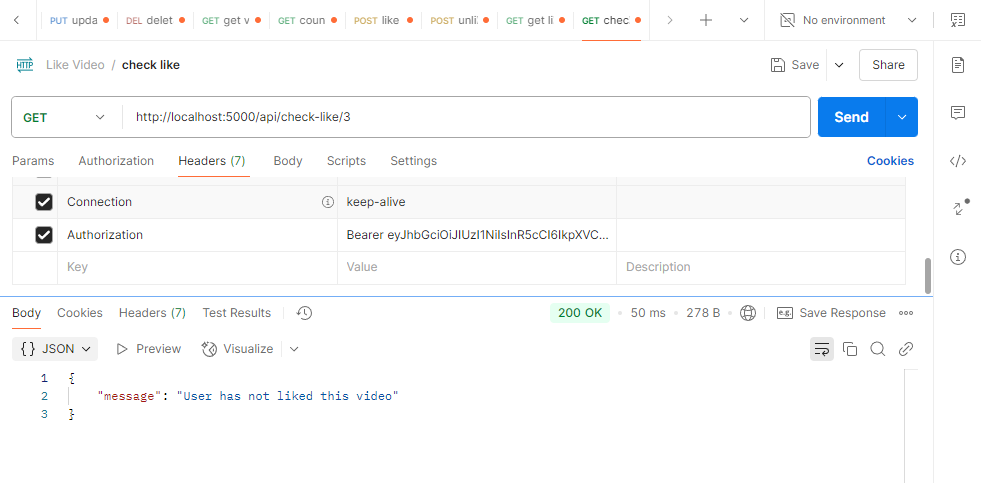 PUT upda DEL delet GET get v GET coun POST like POST unli GET get li GET chec No environment
HTTP Like Video / check like Save Share
GET http://localhost:5000/api/check-like/3 Send
Params Authorization Headers (7) Body Scripts Settings Cookies
Connection keep-alive
Authorization Bearer eyJhbGciOiJIUzI1NiIsInR5cCI6IkpXVC...
Key Value Description
Body Cookies Headers (7) Test Results 200 OK 50 ms 278 B e.g. Save Response
{} JSON Preview Visualize
1 {
2 "message": "User has not liked this video"
3 }